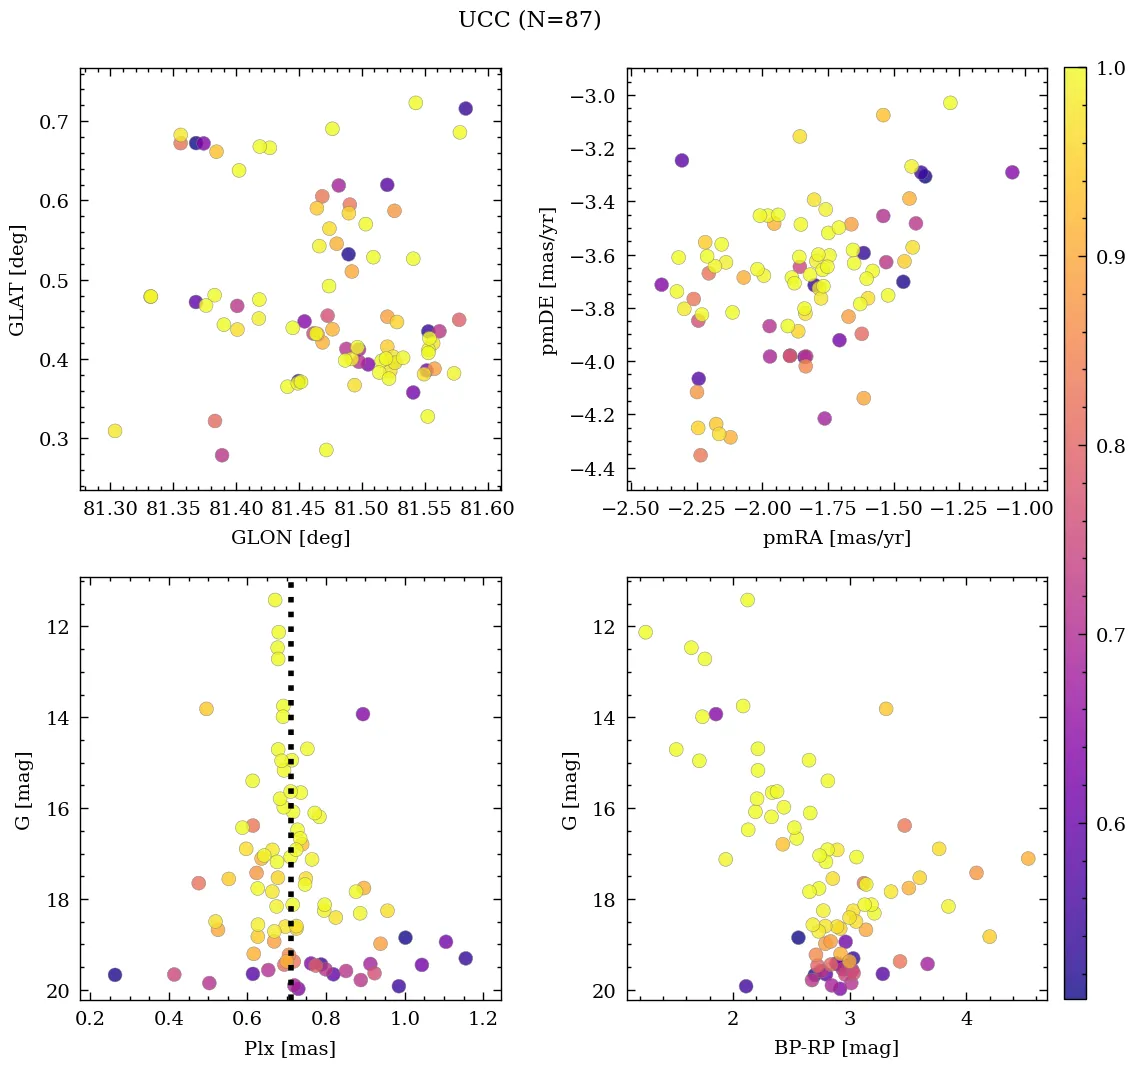 UCC (N=87)
0.7
0.6
0.5
0.4
0.3
GLAT [deg]
81.30 81.35 81.40 81.45 81.50 81.55 81.60
GLON [deg]
−3.0
−3.2
−3.4
−3.6
−3.8
−4.0
−4.2
−4.4
pmDE [mas/yr]
−2.50 −2.25 −2.00 −1.75 −1.50 −1.25 −1.00
pmRA [mas/yr]
12
14
16
18
20
G [mag]
0.2 0.4 0.6 0.8 1.0 1.2
Plx [mas]
12
14
16
18
20
G [mag]
2 3 4
BP-RP [mag]
1.0
0.9
0.8
0.7
0.6